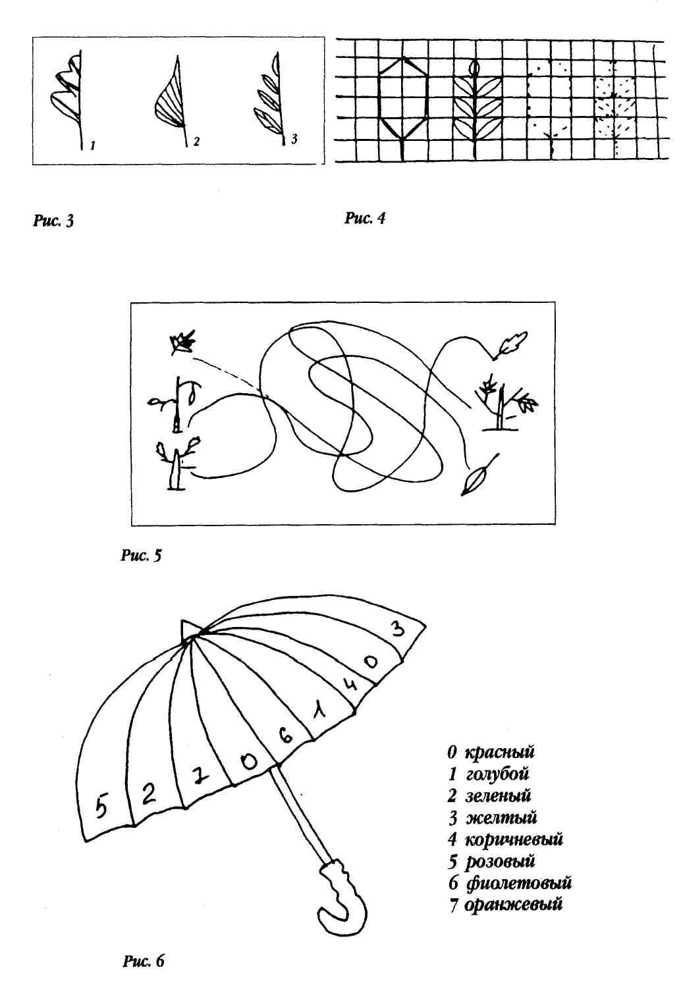 1
2
3
Рис. 3
Рис. 4
Рис. 5
3
0
4
1
6
0
7
2
5
0 красный
1 голубой
2 зеленый
3 желтый
4 коричневый
5 розовый
6 фиолетовый
7 оранжевый
Рис. 6